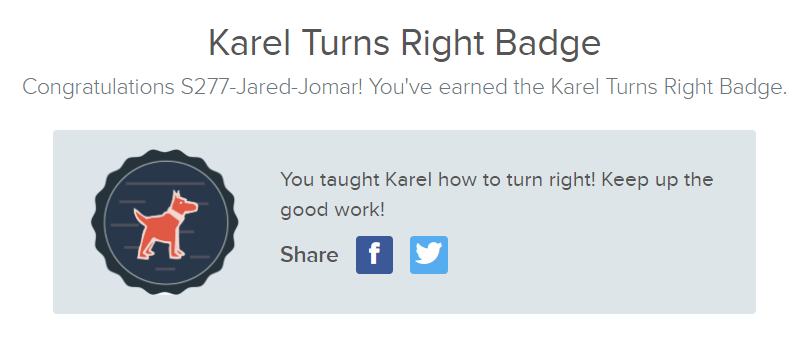 Karel Turns Right Badge
Congratulations S277-Jared-Jomar! You've earned the Karel Turns Right Badge.
You taught Karel how to turn right! Keep up the
good work!
Share